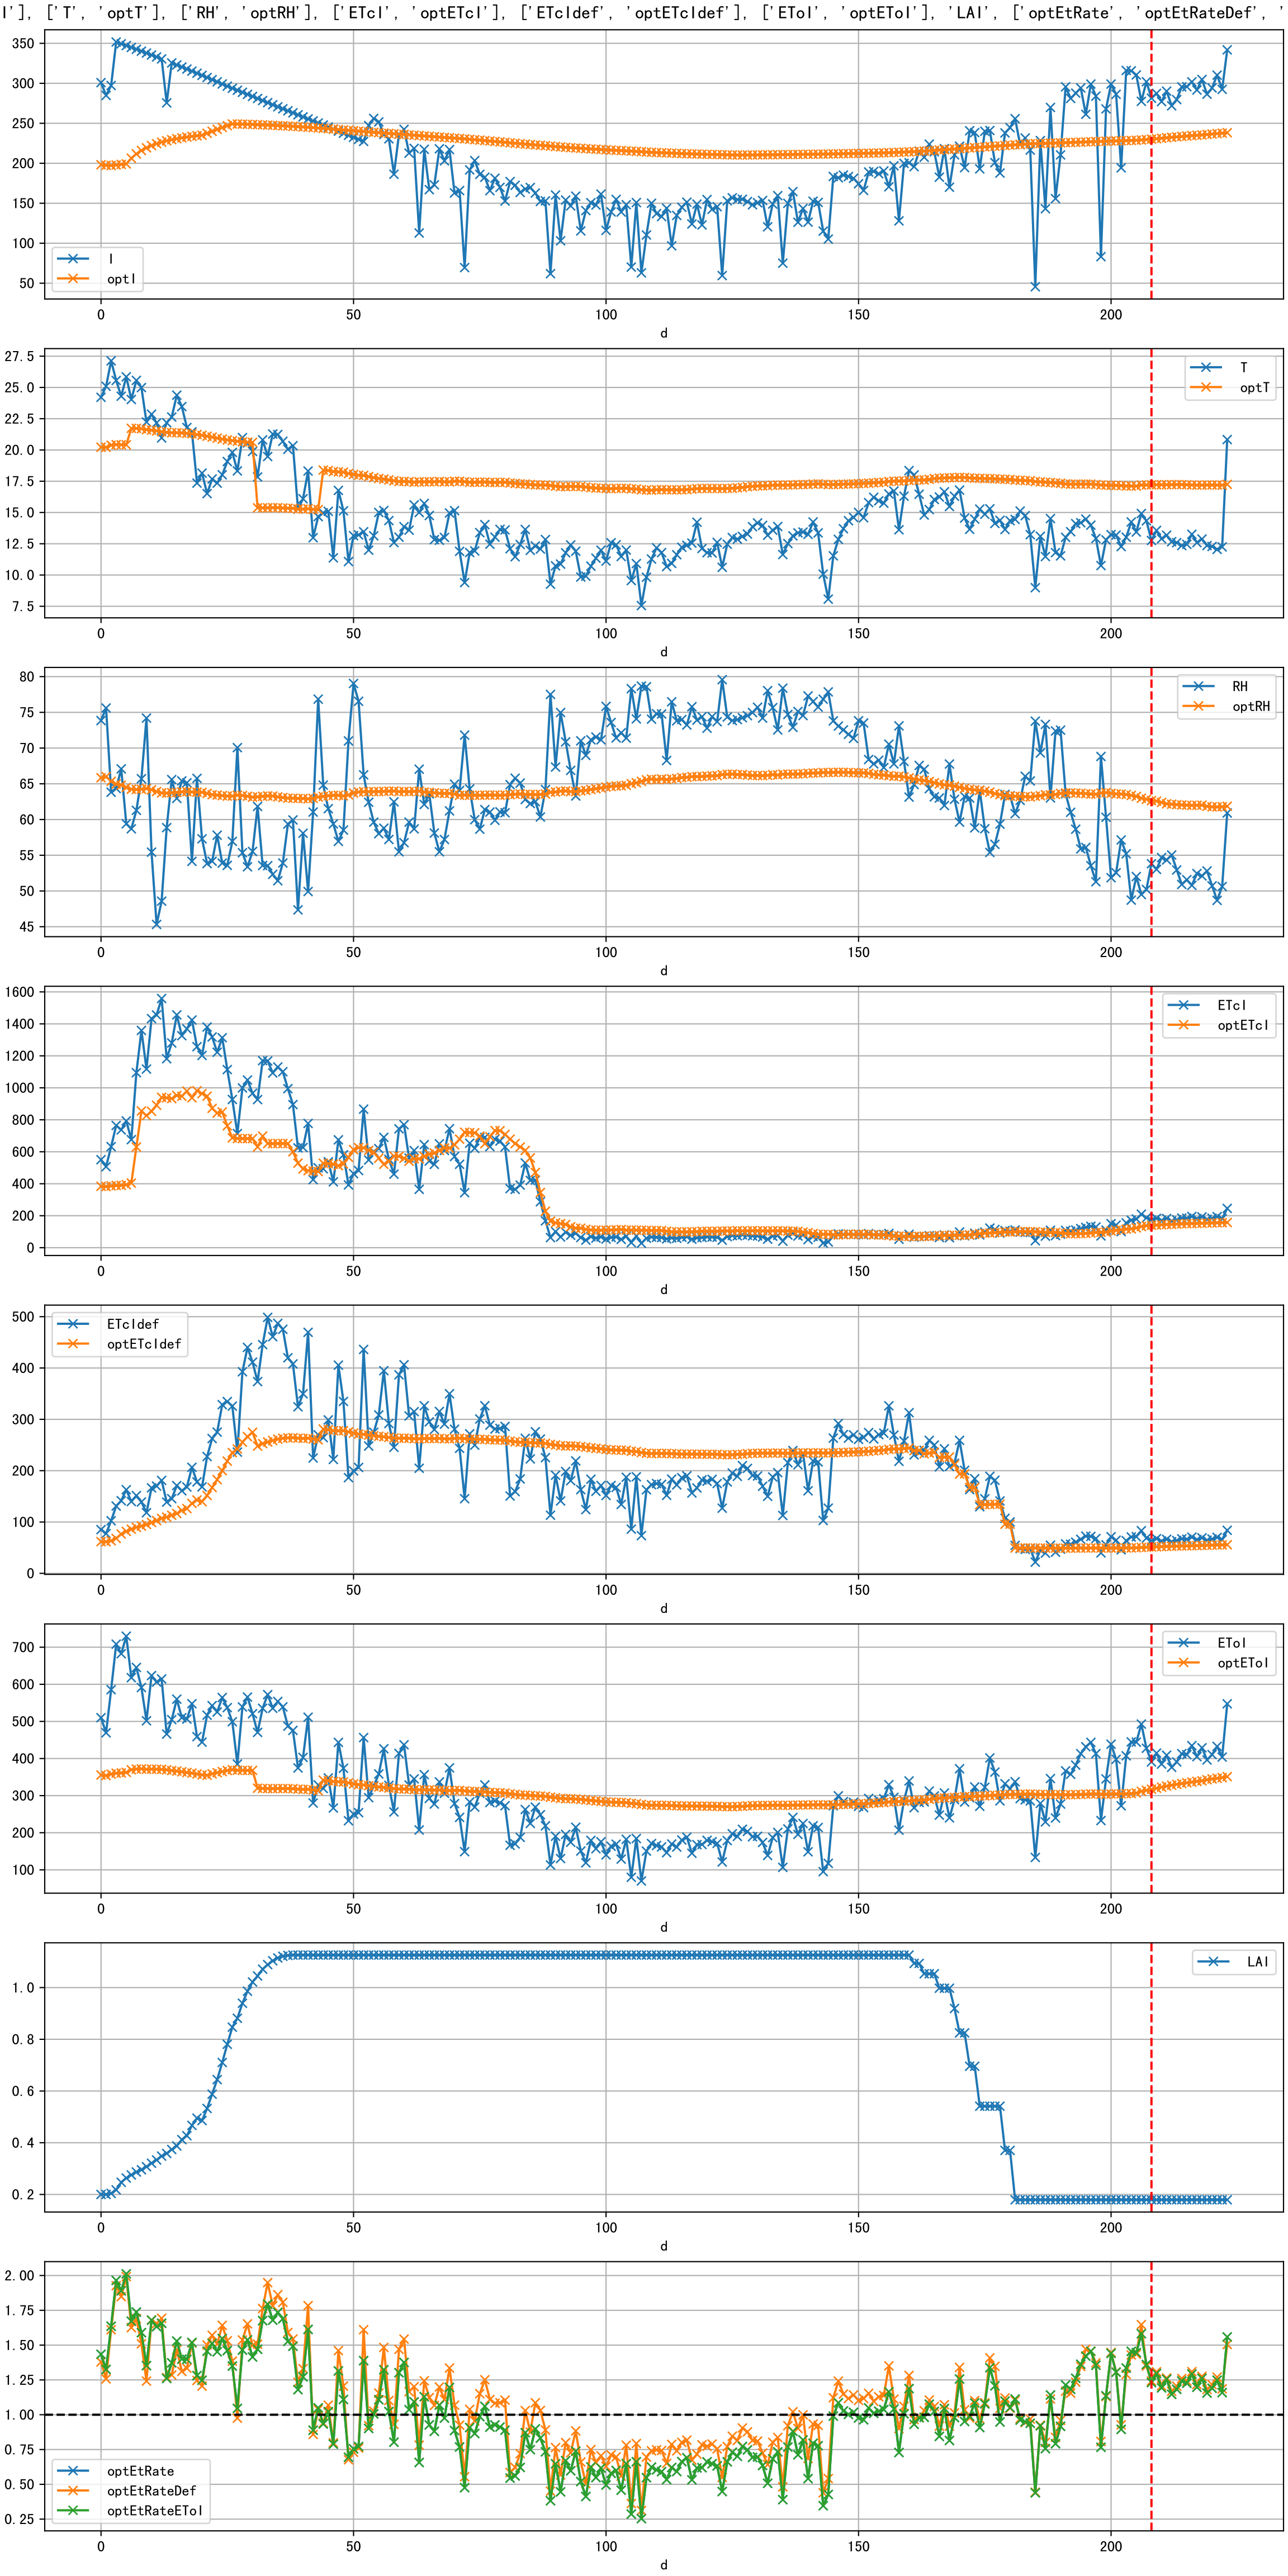 I'], ['T', 'optT'], ['RH', 'optRH'], ['ETcI', 'optETcI'], ['ETcIdef', 'optETcIdef'], ['EToI', 'optEToI'], 'LAI', ['optEtRate', 'optEtRateDef', '
350
300
250
200
150
100
50
I
optI
0 50 100 150 200
d
27.5
25.0
22.5
20.0
17.5
15.0
12.5
10.0
7.5
T
optT
0 50 100 150 200
d
80
75
70
65
60
55
50
45
RH
optRH
0 50 100 150 200
d
1600
1400
1200
1000
800
600
400
200
0
ETcI
optETcI
0 50 100 150 200
d
500
400
300
200
100
0
ETcIdef
optETcIdef
0 50 100 150 200
d
700
600
500
400
300
200
100
EToI
optEToI
0 50 100 150 200
d
1.0
0.8
0.6
0.4
0.2
LAI
0 50 100 150 200
d
2.00
1.75
1.50
1.25
1.00
0.75
0.50
0.25
optEtRate
optEtRateDef
optEtRateEToI
0 50 100 150 200
d